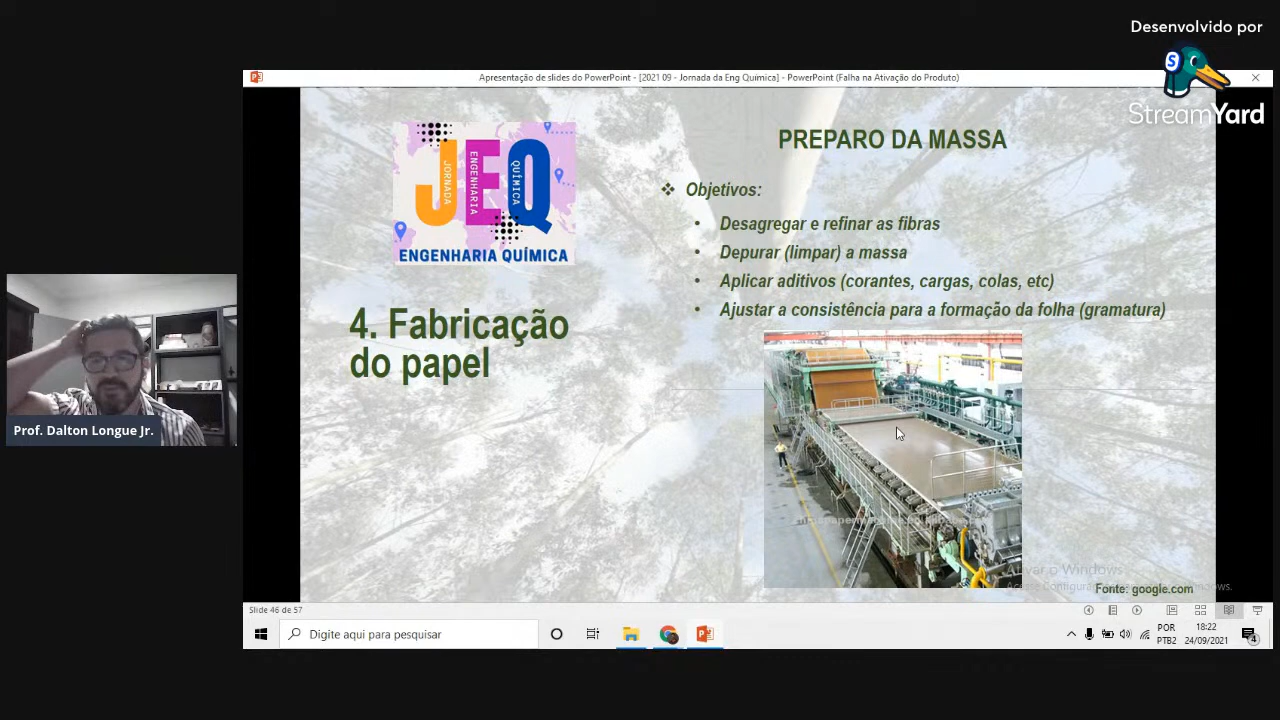 Desenvolvido por
StreamYard
Apresentação de slides do PowerPoint - [2021 09 - Jornada da Eng Química] - PowerPoint (Falha na Ativação do Produto)
JORNADA
ENGENHARIA
QUÍMICA
JEQ
ENGENHARIA QUÍMICA
4. Fabricação
do papel
PREPARO DA MASSA
❖ Objetivos:
• Desagregar e refinar as fibras
• Depurar (limpar) a massa
• Aplicar aditivos (corantes, cargas, colas, etc)
• Ajustar a consistência para a formação da folha (gramatura)
Ativar o Windows
Fonte: google.com
Prof. Dalton Longue Jr.
Slide 46 de 57
Digite aqui para pesquisar
POR
PTB2
18:22
24/09/2021
4